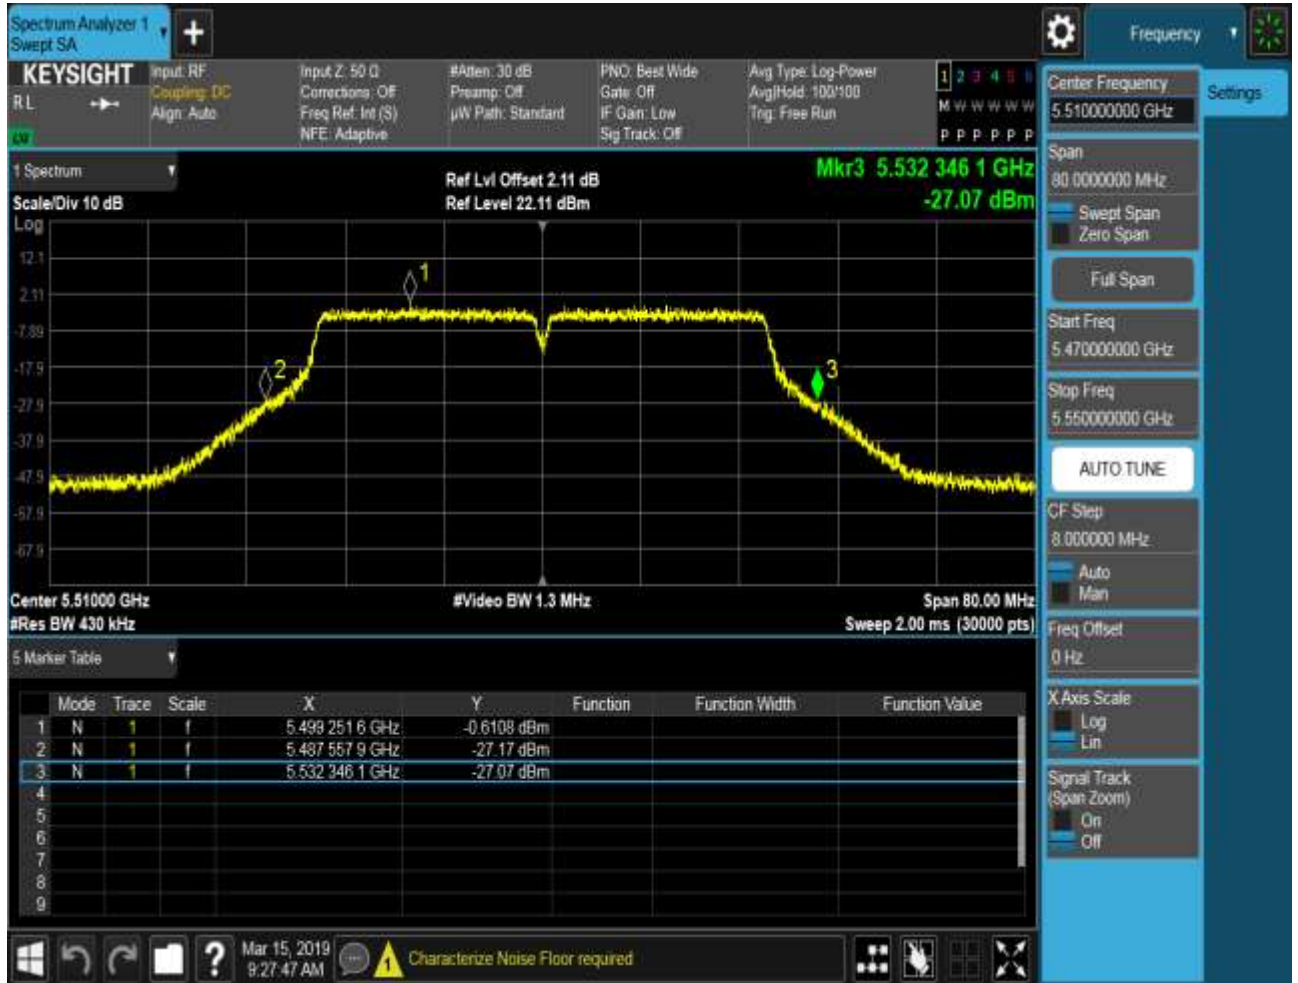 Spectrum Analyzer 1
Swept SA
+
Frequency
KEYSIGHT
RL
Input: RF
Coupling: DC
Align: Auto
Input Z: 50 Ω
Corrections: Off
Freq Ref: Int (S)
NFE: Adaptive
#Atten: 30 dB
Preamp: Off
µW Path: Standard
PNO: Best Wide
Gate: Off
IF Gain: Low
Sig Track: Off
Avg Type: Log-Power
Avg|Hold: 100/100
Trig: Free Run
1 2 3 4 5 6
M W W W W W
P P P P P P
1 Spectrum
Scale/Div 10 dB
Ref Lvl Offset 2.11 dB
Ref Level 22.11 dBm
Mkr3 5.532 346 1 GHz
-27.07 dBm
Log
12.1
2.11
-7.89
-17.9
-27.9
-37.9
-47.9
-57.9
-67.9
1
2
3
Center 5.51000 GHz
#Video BW 1.3 MHz
Span 80.00 MHz
#Res BW 430 kHz
Sweep 2.00 ms (30000 pts)
5 Marker Table
Mode Trace Scale X Y Function Function Width Function Value
1 N 1 f 5.499 251 6 GHz -0.6108 dBm
2 N 1 f 5.487 557 9 GHz -27.17 dBm
3 N 1 f 5.532 346 1 GHz -27.07 dBm
4
5
6
7
8
9
Mar 15, 2019
9:27:47 AM
?
1
Characterize Noise Floor required
Center Frequency
5.510000000 GHz
Settings
Span
80.0000000 MHz
Swept Span
Zero Span
Full Span
Start Freq
5.470000000 GHz
Stop Freq
5.550000000 GHz
AUTO TUNE
CF Step
8.000000 MHz
Auto
Man
Freq Offset
0 Hz
X Axis Scale
Log
Lin
Signal Track
(Span Zoom)
On
Off